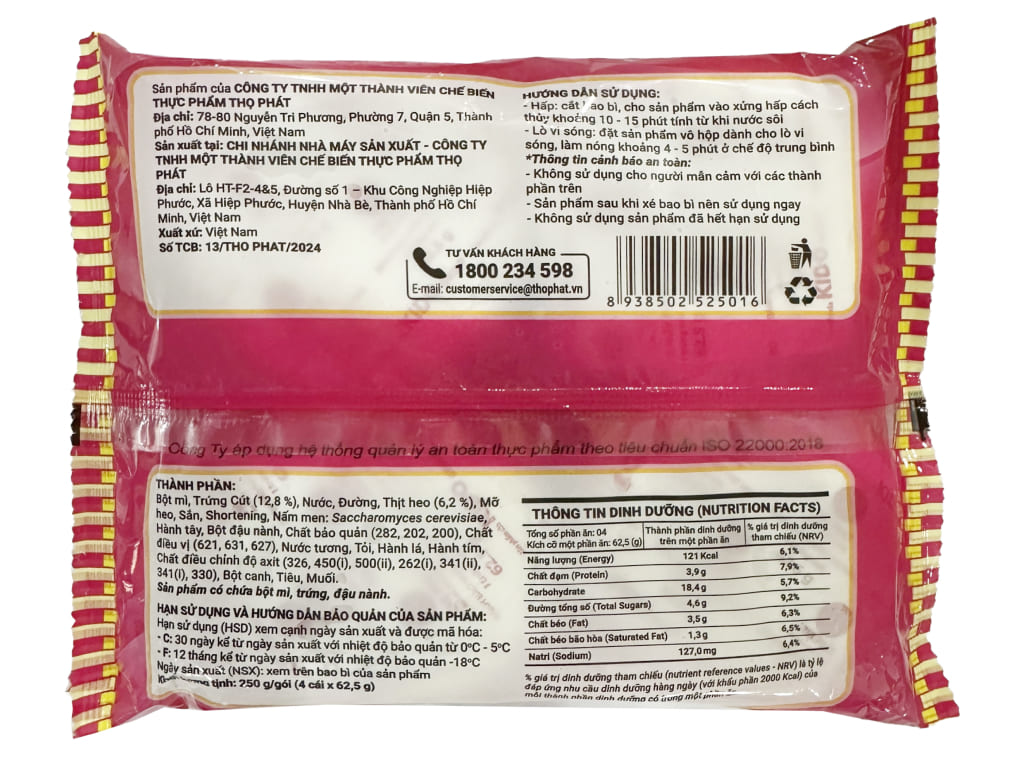 Sản phẩm của CÔNG TY TNHH MỘT THÀNH VIÊN CHẾ BIẾN
THỰC PHẨM THỌ PHÁT
Địa chỉ: 78-80 Nguyễn Tri Phương, Phường 7, Quận 5, Thành
phố Hồ Chí Minh, Việt Nam
Sản xuất tại: CHI NHÁNH NHÀ MÁY SẢN XUẤT - CÔNG TY
TNHH MỘT THÀNH VIÊN CHẾ BIẾN THỰC PHẨM THỌ
PHÁT
Địa chỉ: Lô HT-F2-4&5, Đường số 1 – Khu Công Nghiệp Hiệp
Phước, Xã Hiệp Phước, Huyện Nhà Bè, Thành phố Hồ Chí
Minh, Việt Nam
Xuất xứ: Việt Nam
Số TCB: 13/THO PHAT/2024
TƯ VẤN KHÁCH HÀNG
1800 234 598
E-mail: customerservice@thophat.vn
HƯỚNG DẪN SỬ DỤNG:
- Hấp: cắt bao bì, cho sản phẩm vào xửng hấp cách
thủy khoảng 10 - 15 phút tính từ khi nước sôi
- Lò vi sóng: đặt sản phẩm vô hộp dành cho lò vi
sóng, làm nóng khoảng 4 - 5 phút ở chế độ trung bình
*Thông tin cảnh báo an toàn:
- Không sử dụng cho người mẫn cảm với các thành
phần trên
- Sản phẩm sau khi xé bao bì nên sử dụng ngay
- Không sử dụng sản phẩm đã hết hạn sử dụng
8 938502 525016
Công Ty áp dụng hệ thống quản lý an toàn thực phẩm theo tiêu chuẩn ISO 22000:2018
THÀNH PHẦN:
Bột mì, Trứng Cút (12,8 %), Nước, Đường, Thịt heo (6,2 %), Mỡ
heo, Sắn, Shortening, Nấm men: Saccharomyces cerevisiae,
Hành tây, Bột đậu nành, Chất bảo quản (282, 202, 200), Chất
điều vị (621, 631, 627), Nước tương, Tỏi, Hành lá, Hành tím,
Chất điều chỉnh độ axit (326, 450(i), 500(ii), 262(i), 341(ii),
341(i), 330), Bột canh, Tiêu, Muối.
Sản phẩm có chứa bột mì, trứng, đậu nành.
HẠN SỬ DỤNG VÀ HƯỚNG DẪN BẢO QUẢN CỦA SẢN PHẨM:
Hạn sử dụng (HSD) xem cạnh ngày sản xuất và được mã hóa:
- C: 30 ngày kể từ ngày sản xuất với nhiệt độ bảo quản từ 0ºC - 5ºC
- F: 12 tháng kể từ ngày sản xuất với nhiệt độ bảo quản -18ºC
Ngày sản xuất (NSX): xem trên bao bì của sản phẩm
tịnh: 250 g/gói (4 cái x 62,5 g)
THÔNG TIN DINH DƯỠNG (NUTRITION FACTS)
Tổng số phần ăn: 04 Thành phần dinh dưỡng % giá trị dinh dưỡng
Kích cỡ một phần ăn: 62,5 (g) trên một phần ăn tham chiếu (NRV)
Năng lượng (Energy) 121 Kcal 6,1%
Chất đạm (Protein) 3,9 g 7,9%
Carbohydrate 18,4 g 5,7%
Đường tổng số (Total Sugars) 4,6 g 9,2%
Chất béo (Fat) 3,5 g 6,3%
Chất béo bão hòa (Saturated Fat) 1,3 g 6,5%
Natri (Sodium) 127,0 mg 6,4%
% giá trị dinh dưỡng tham chiếu (nutrient reference values - NRV) là tỷ lệ
đáp ứng nhu cầu dinh dưỡng hàng ngày (với khẩu phần 2000 Kcal) của
mỗi thành phần dinh dưỡng có trong một phần